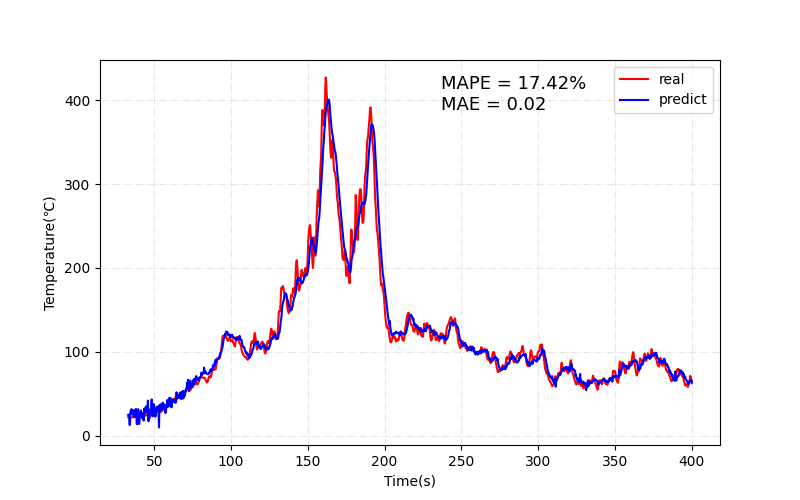 MAPE = 17.42%
MAE = 0.02
real
predict
Temperature(℃)
400
300
200
100
0
50 100 150 200 250 300 350 400
Time(s)